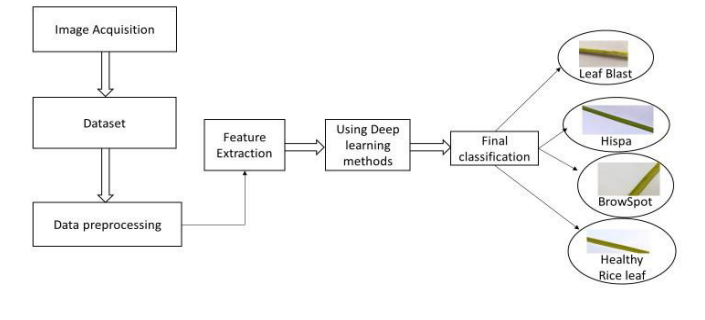 Image Acquisition
Dataset
Data preprocessing
Feature
Extraction
Using Deep
learning
methods
Final
classification
Leaf Blast
Hispa
BrowSpot
Healthy
Rice leaf